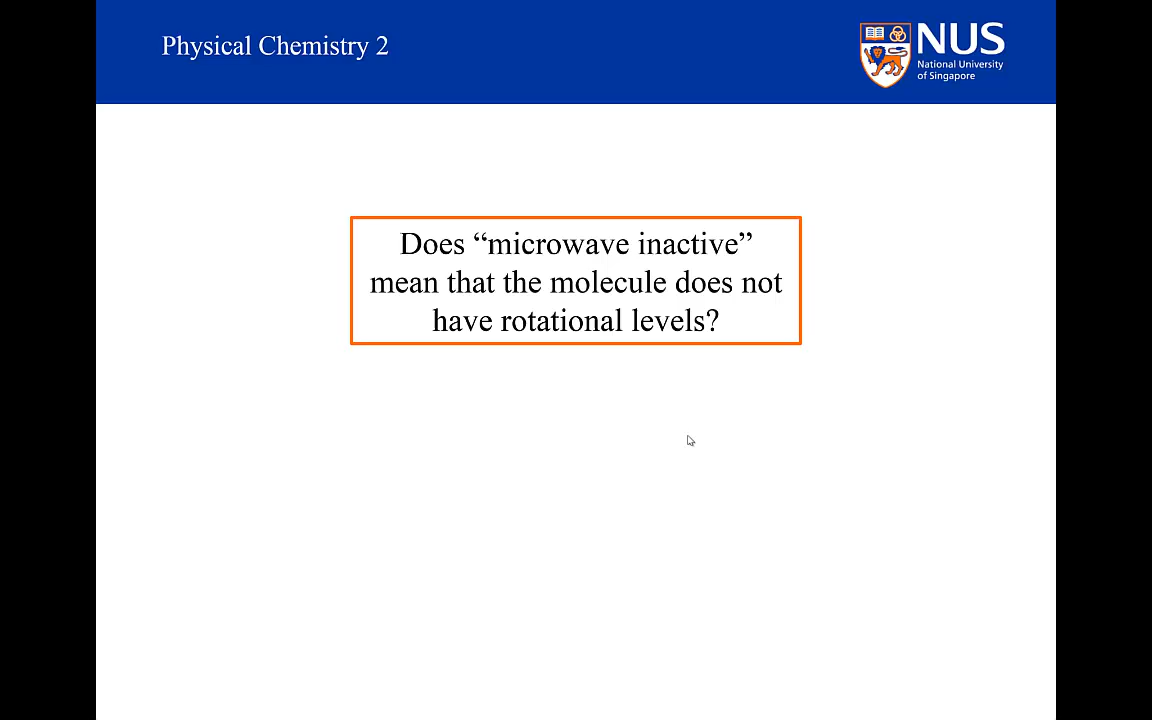 Physical Chemistry 2
NUS
National University
of Singapore
Does “microwave inactive”
mean that the molecule does not
have rotational levels?